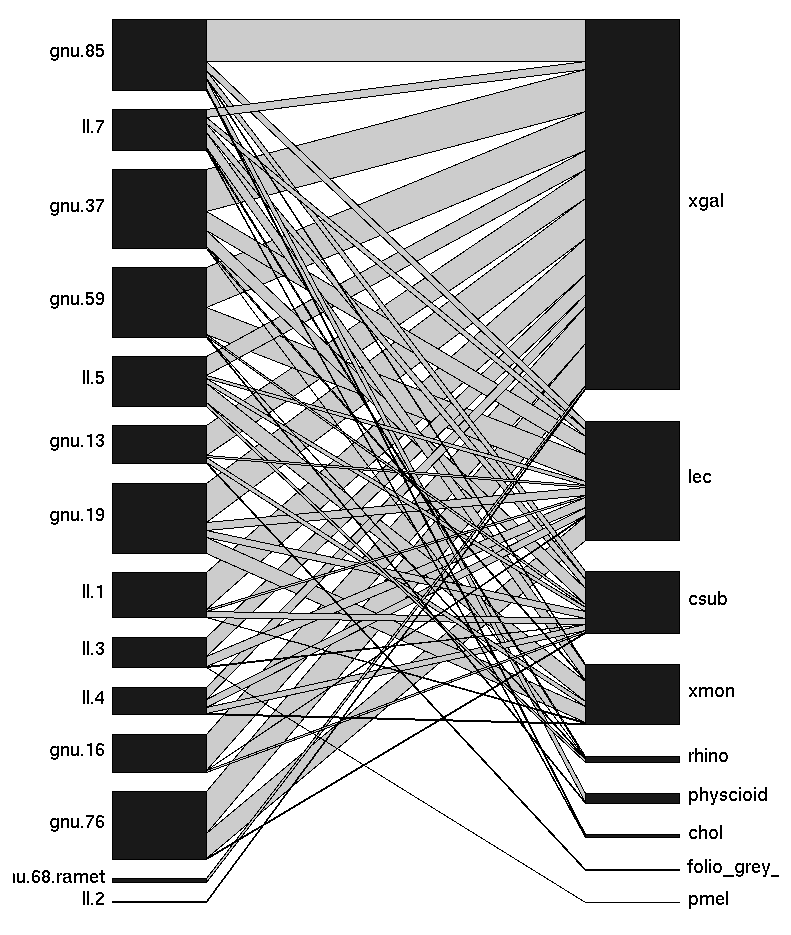 gnu.85
ll.7
gnu.37
gnu.59
ll.5
gnu.13
gnu.19
ll.1
ll.3
ll.4
gnu.16
gnu.76
nu.68.ramet
ll.2
xgal
lec
csub
xmon
rhino
physcioid
chol
folio_grey_
pmel